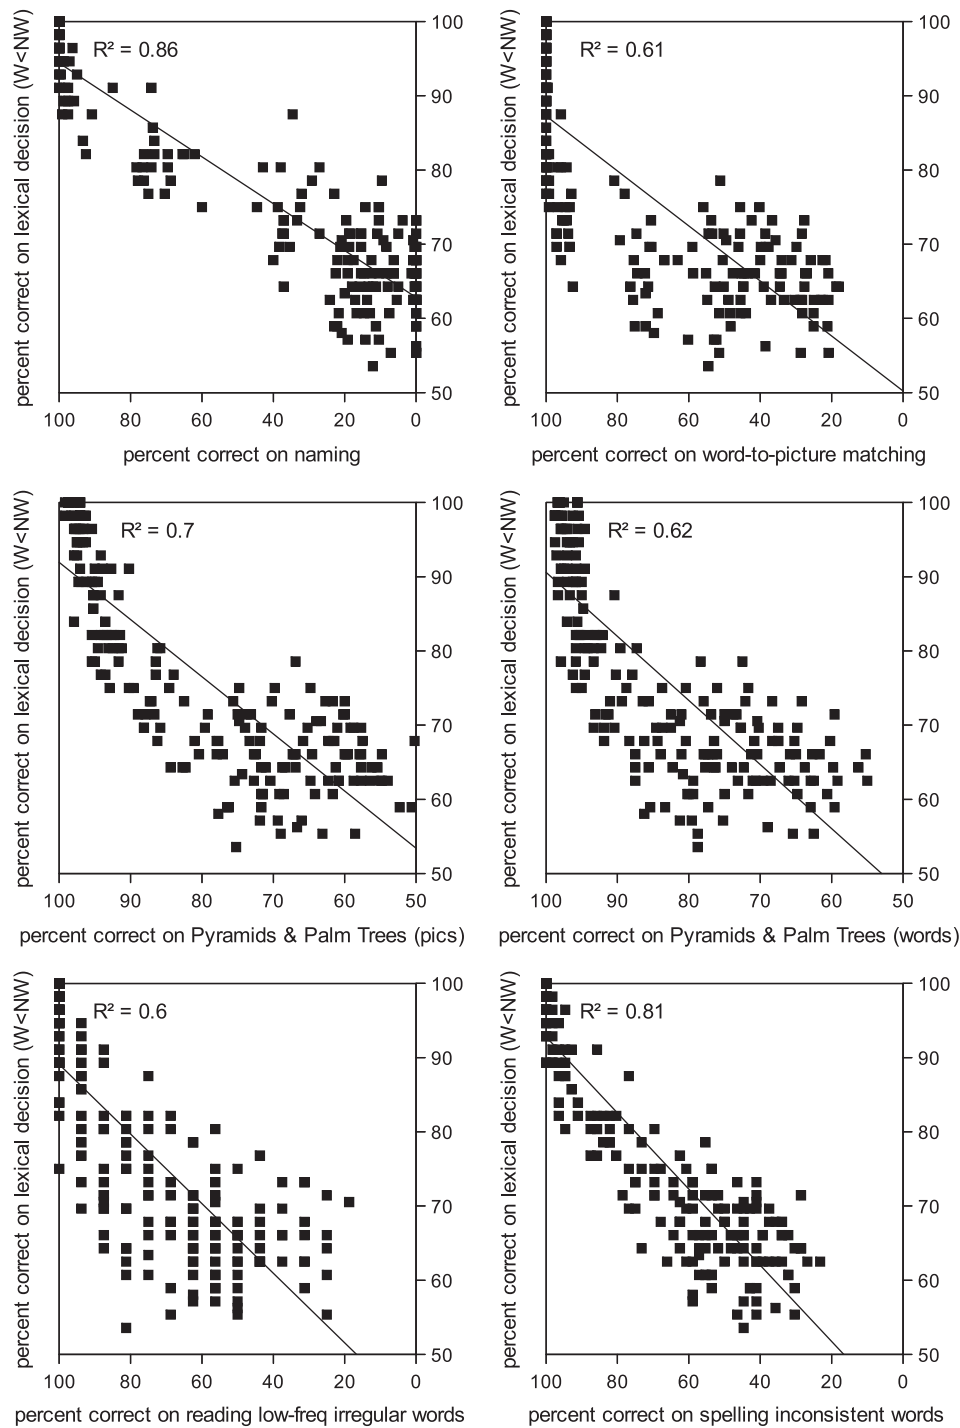 percent correct on lexical decision (W<NW)
R² = 0.86
100
90
80
70
60
50
100 80 60 40 20 0
percent correct on naming
percent correct on lexical decision (W<NW)
R² = 0.61
100
90
80
70
60
50
100 80 60 40 20 0
percent correct on word-to-picture matching
percent correct on lexical decision (W<NW)
R² = 0.7
100
90
80
70
60
50
100 90 80 70 60 50
percent correct on Pyramids & Palm Trees (pics)
percent correct on lexical decision (W<NW)
R² = 0.62
100
90
80
70
60
50
100 90 80 70 60 50
percent correct on Pyramids & Palm Trees (words)
percent correct on lexical decision (W<NW)
R² = 0.6
100
90
80
70
60
50
100 80 60 40 20 0
percent correct on reading low-freq irregular words
percent correct on lexical decision (W<NW)
R² = 0.81
100
90
80
70
60
50
100 80 60 40 20 0
percent correct on spelling inconsistent words